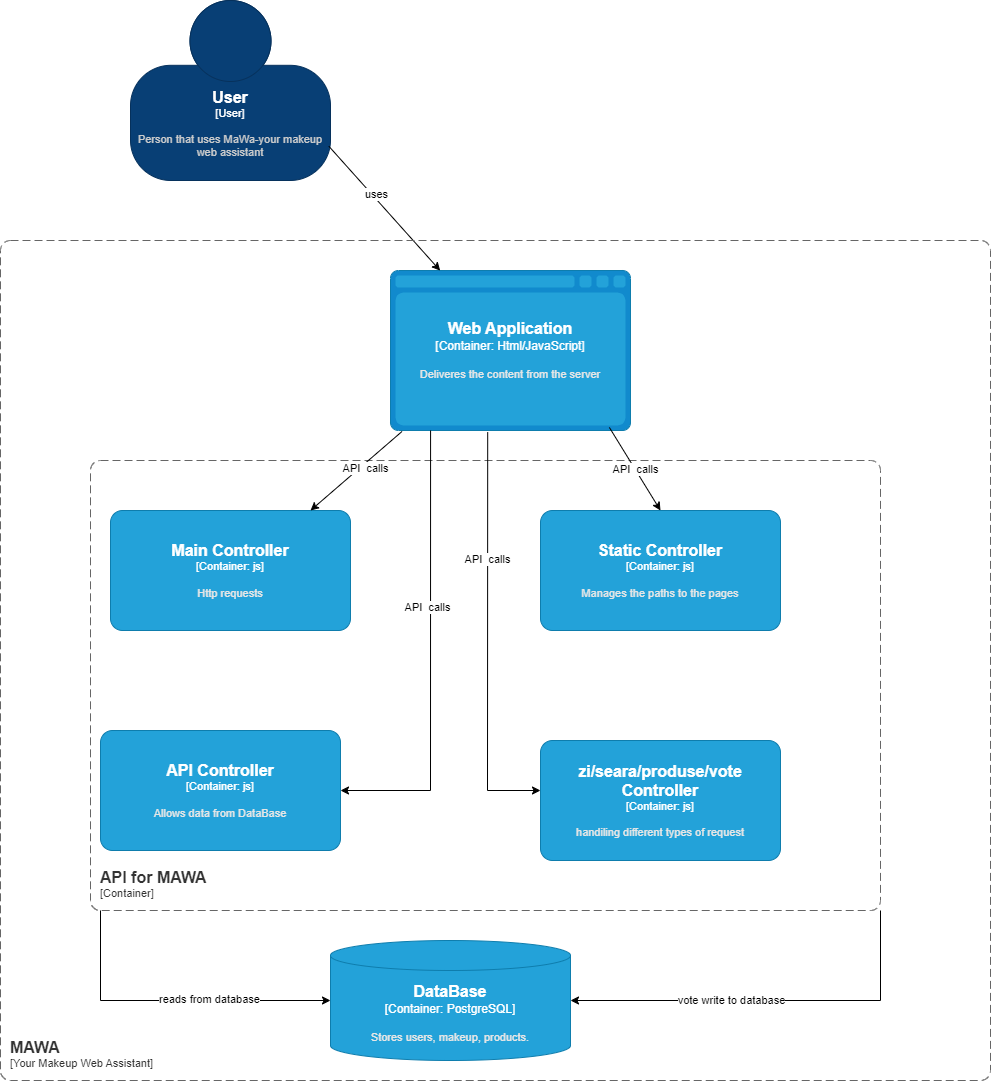 User
[User]
Person that uses MaWa-your makeup
web assistant
uses
Web Application
[Container: Html/JavaScript]
Deliveres the content from the server
API calls
API calls
Main Controller
[Container: js]
Http requests
Static Controller
[Container: js]
Manages the paths to the pages
API calls
API calls
API Controller
[Container: js]
Allows data from DataBase
zi/seara/produse/vote
Controller
[Container: js]
handiling different types of request
API for MAWA
[Container]
reads from database
vote write to database
DataBase
[Container: PostgreSQL]
Stores users, makeup, products.
MAWA
[Your Makeup Web Assistant]